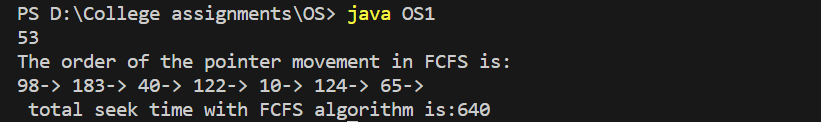 PS D:\College assignments\OS> java OS1
53
The order of the pointer movement in FCFS is:
98-> 183-> 40-> 122-> 10-> 124-> 65->
 total seek time with FCFS algorithm is:640